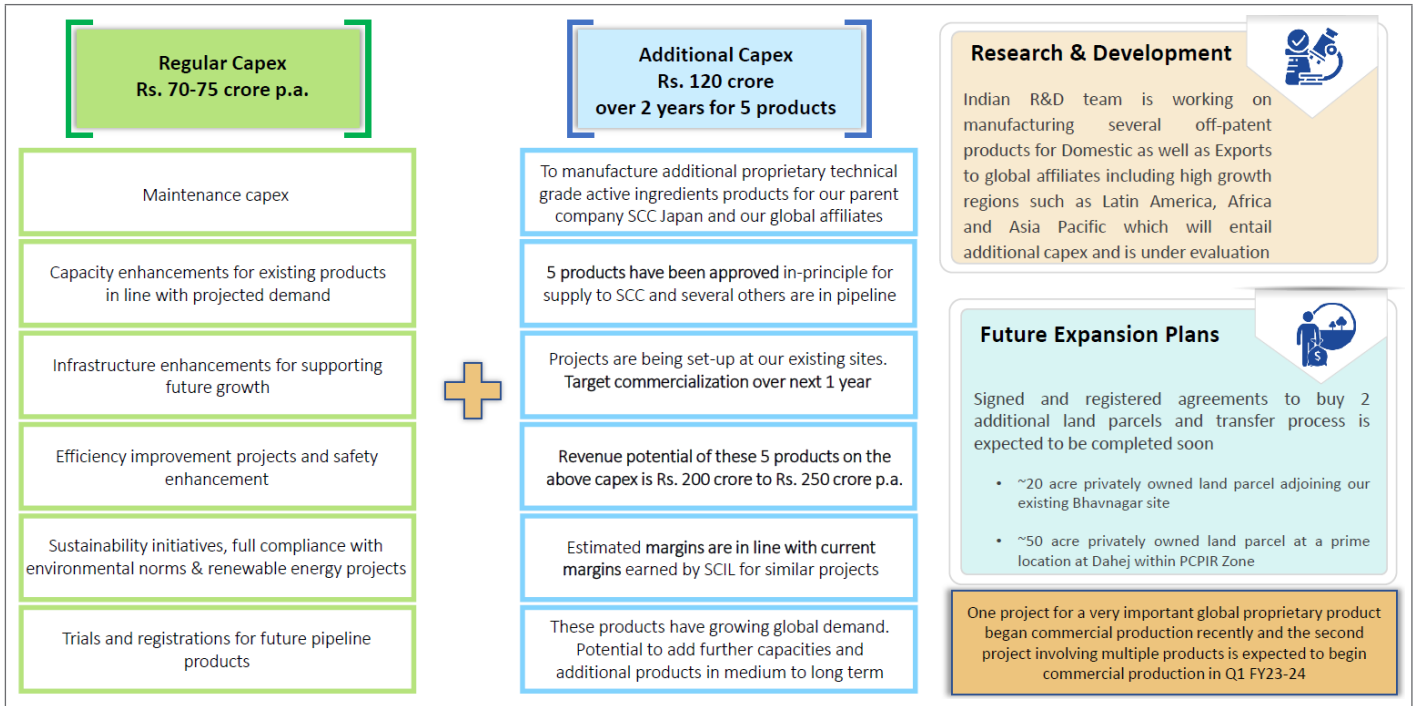 Regular Capex
Rs. 70-75 crore p.a.
Maintenance capex
Capacity enhancements for existing products
in line with projected demand
Infrastructure enhancements for supporting
future growth
Efficiency improvement projects and safety
enhancement
Sustainability initiatives, full compliance with
environmental norms & renewable energy projects
Trials and registrations for future pipeline
products
Additional Capex
Rs. 120 crore
over 2 years for 5 products
To manufacture additional proprietary technical
grade active ingredients products for our parent
company SCC Japan and our global affiliates
5 products have been approved in-principle for
supply to SCC and several others are in pipeline
Projects are being set-up at our existing sites.
Target commercialization over next 1 year
Revenue potential of these 5 products on the
above capex is Rs. 200 crore to Rs. 250 crore p.a.
Estimated margins are in line with current
margins earned by SCIL for similar projects
These products have growing global demand.
Potential to add further capacities and
additional products in medium to long term
Research & Development
Indian R&D team is working on
manufacturing several off-patent
products for Domestic as well as Exports
to global affiliates including high growth
regions such as Latin America, Africa
and Asia Pacific which will entail
additional capex and is under evaluation
Future Expansion Plans
$
Signed and registered agreements to buy 2
additional land parcels and transfer process is
expected to be completed soon
• ~20 acre privately owned land parcel adjoining our
existing Bhavnagar site
• ~50 acre privately owned land parcel at a prime
location at Dahej within PCPIR Zone
One project for a very important global proprietary product
began commercial production recently and the second
project involving multiple products is expected to begin
commercial production in Q1 FY23-24